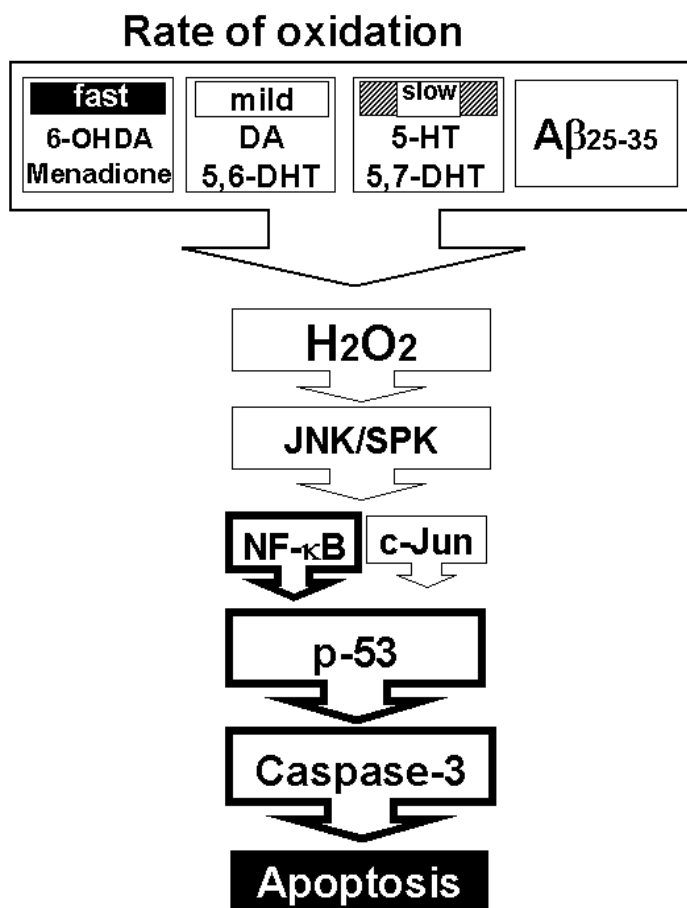 Rate of oxidation
fast
6-OHDA
Menadione
mild
DA
5,6-DHT
slow
5-HT
5,7-DHT
Aβ25-35
H2O2
JNK/SPK
NF-κB
c-Jun
p-53
Caspase-3
Apoptosis